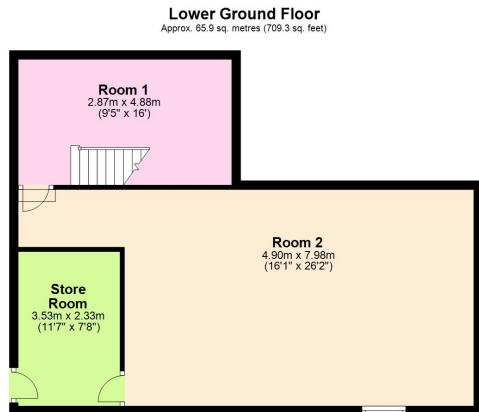 Lower Ground Floor
Approx. 65.9 sq. metres (709.3 sq. feet)
Room 1
2.87m x 4.88m
(9'5" x 16')
Room 2
4.90m x 7.98m
(16'1" x 26'2")
Store
Room
3.53m x 2.33m
(11'7" x 7'8")